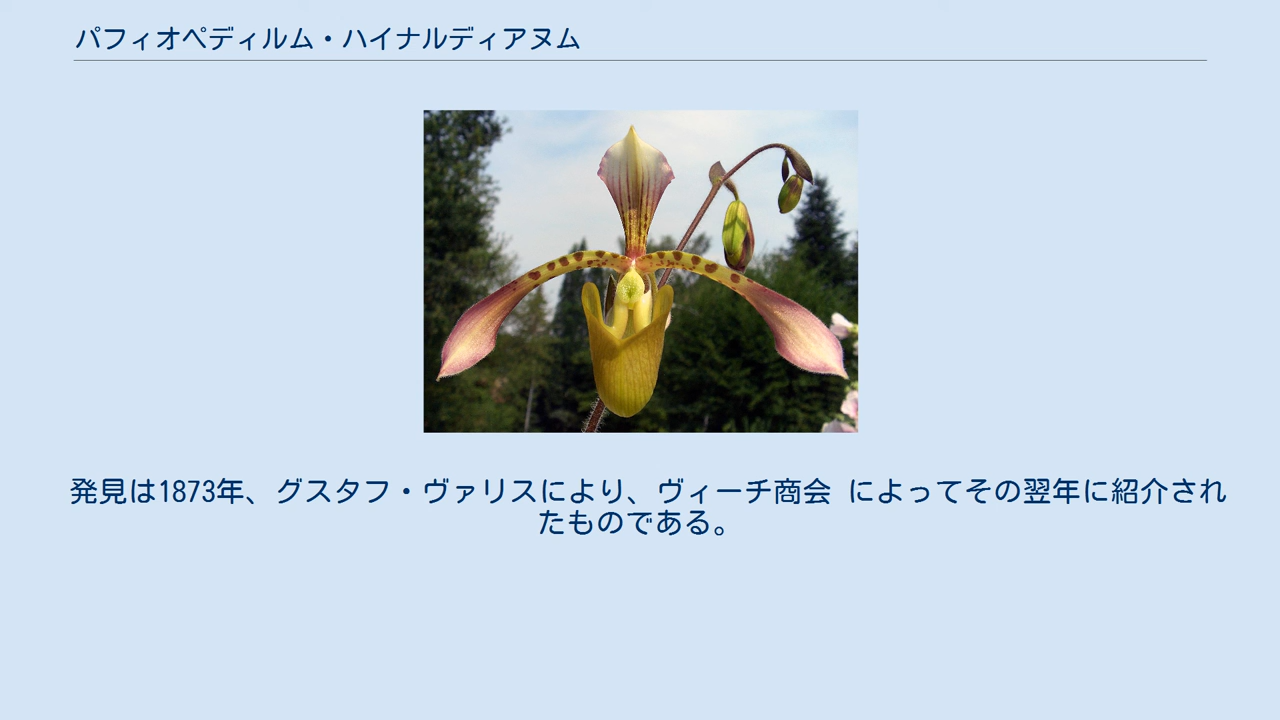 パフィオペディルム・ハイナルディアヌム
発見は1873年、グスタフ・ヴァリスにより、ヴィーチ商会 によってその翌年に紹介され
たものである。